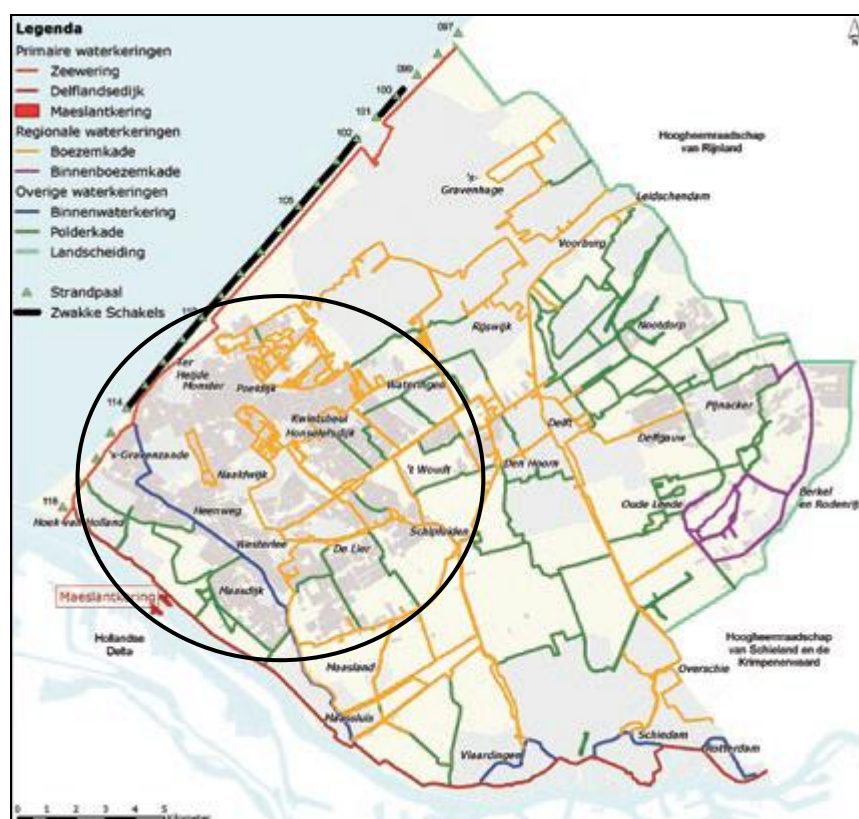 Legenda
Primaire waterkeringen
Zeewering
Delflandsedijk
Maeslantkering
Regionale waterkeringen
Boezemkade
Binnenboezemkade
Overige waterkeringen
Binnenwaterkering
Polderkade
Landscheiding
Strandpaal
Zwakke Schakels
097
099
100
101
102
105
114
118
N
Hoogheemraadschap
van Rijnland
's-
Gravenhage
Leidschendam
Voorburg
Rijswijk
Nootdorp
Ter
Heijde
Monster
Poeldijk
Wateringen
Kwintsheul
Honselersdijk
Pijnacker
Delft
Delfgauw
's-Gravenzande
Naaldwijk
't Woudt
Den Hoorn
Oude Leede
Berkel
en Rodenrijs
Hoek van Holland
Heenweg
Westerlee
De Lier
Schipluiden
Maasdijk
Maeslantkering
Hollandse
Delta
Hoogheemraadschap
van Schieland en de
Krimpenerwaard
Maasland
Overschie
Maassluis
Schiedam
Vlaardingen
Rotterdam
0 1 2 3 4 5
Kilometer